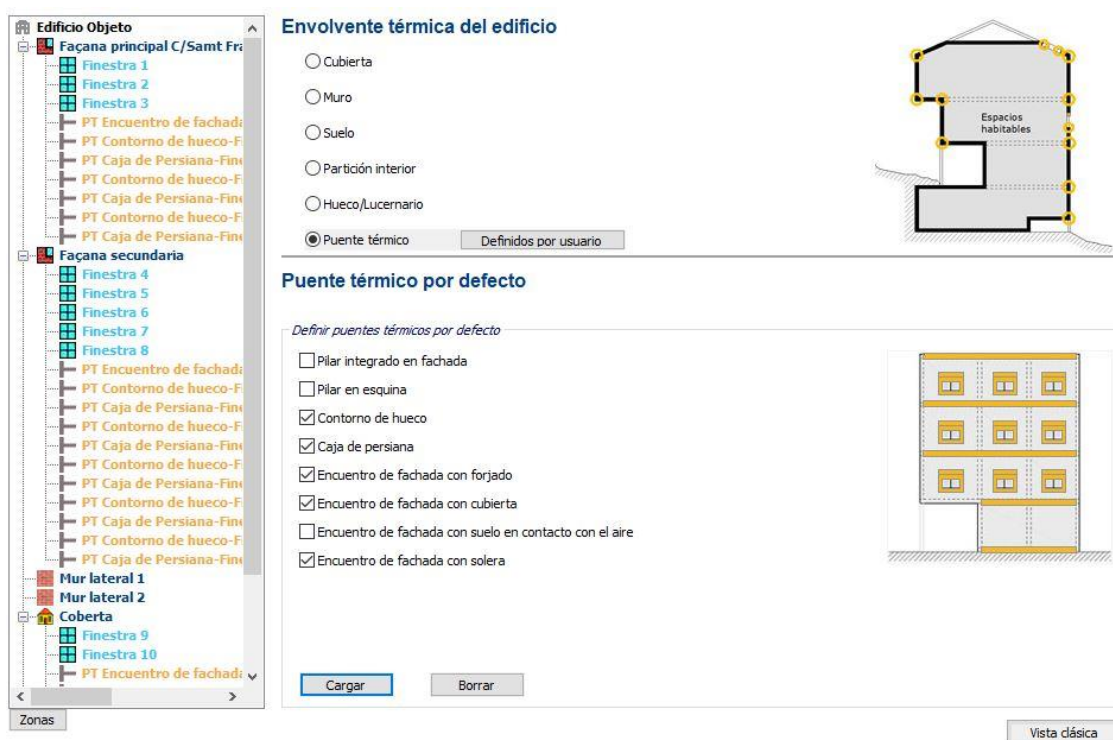 Edificio Objeto
Façana principal C/Samt Fra
Finestra 1
Finestra 2
Finestra 3
PT Encuentro de fachada
PT Contorno de hueco-F
PT Caja de Persiana-Fine
PT Contorno de hueco-F
PT Caja de Persiana-Fine
PT Contorno de hueco-F
PT Caja de Persiana-Fine
Façana secundaria
Finestra 4
Finestra 5
Finestra 6
Finestra 7
Finestra 8
PT Encuentro de fachada
PT Contorno de hueco-F
PT Caja de Persiana-Fine
PT Contorno de hueco-F
PT Caja de Persiana-Fine
PT Contorno de hueco-F
PT Caja de Persiana-Fine
PT Contorno de hueco-F
PT Caja de Persiana-Fine
PT Contorno de hueco-F
PT Caja de Persiana-Fine
Mur lateral 1
Mur lateral 2
Coberta
Finestra 9
Finestra 10
PT Encuentro de fachada
Zonas
Envolvente térmica del edificio
Cubierta
Muro
Suelo
Partición interior
Hueco/Lucernario
Puente térmico
Definidos por usuario
Espacios
habitables
Puente térmico por defecto
Definir puentes térmicos por defecto
Pilar integrado en fachada
Pilar en esquina
Contorno de hueco
Caja de persiana
Encuentro de fachada con forjado
Encuentro de fachada con cubierta
Encuentro de fachada con suelo en contacto con el aire
Encuentro de fachada con solera
Cargar
Borrar
Vista clásica